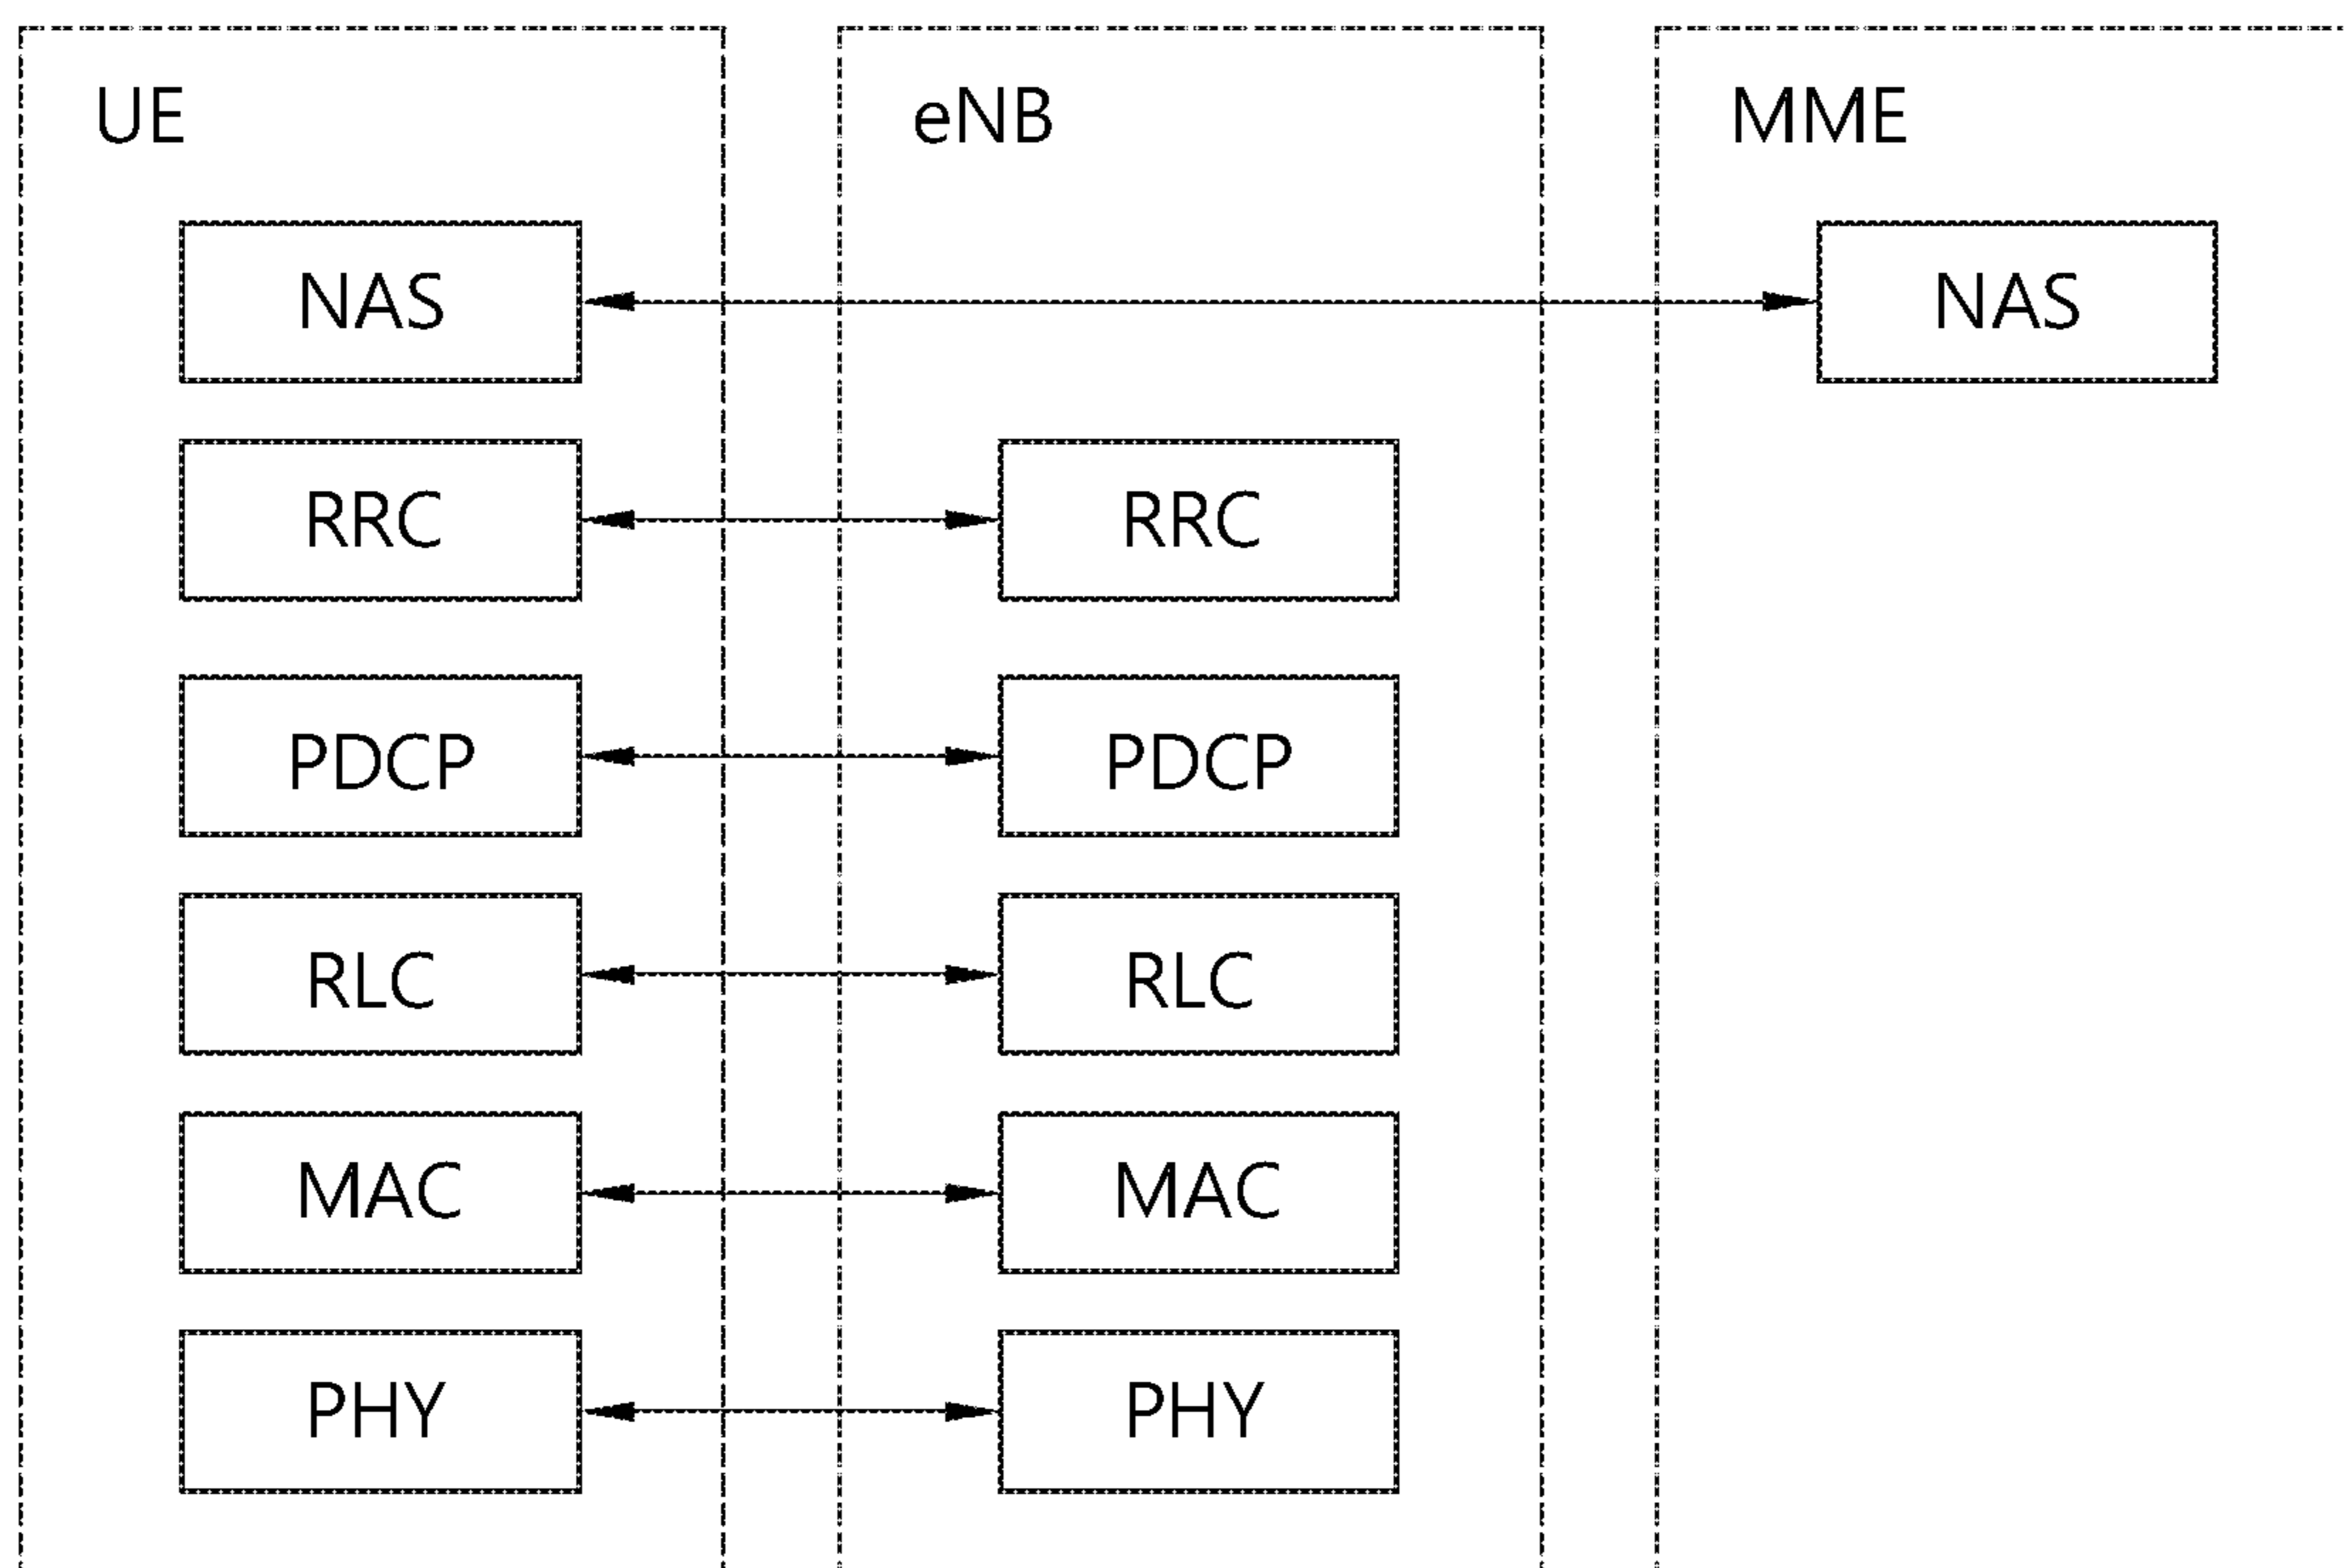 UE
eNB
MME
NAS
NAS
RRC
RRC
PDCP
PDCP
RLC
RLC
MAC
MAC
PHY
PHY